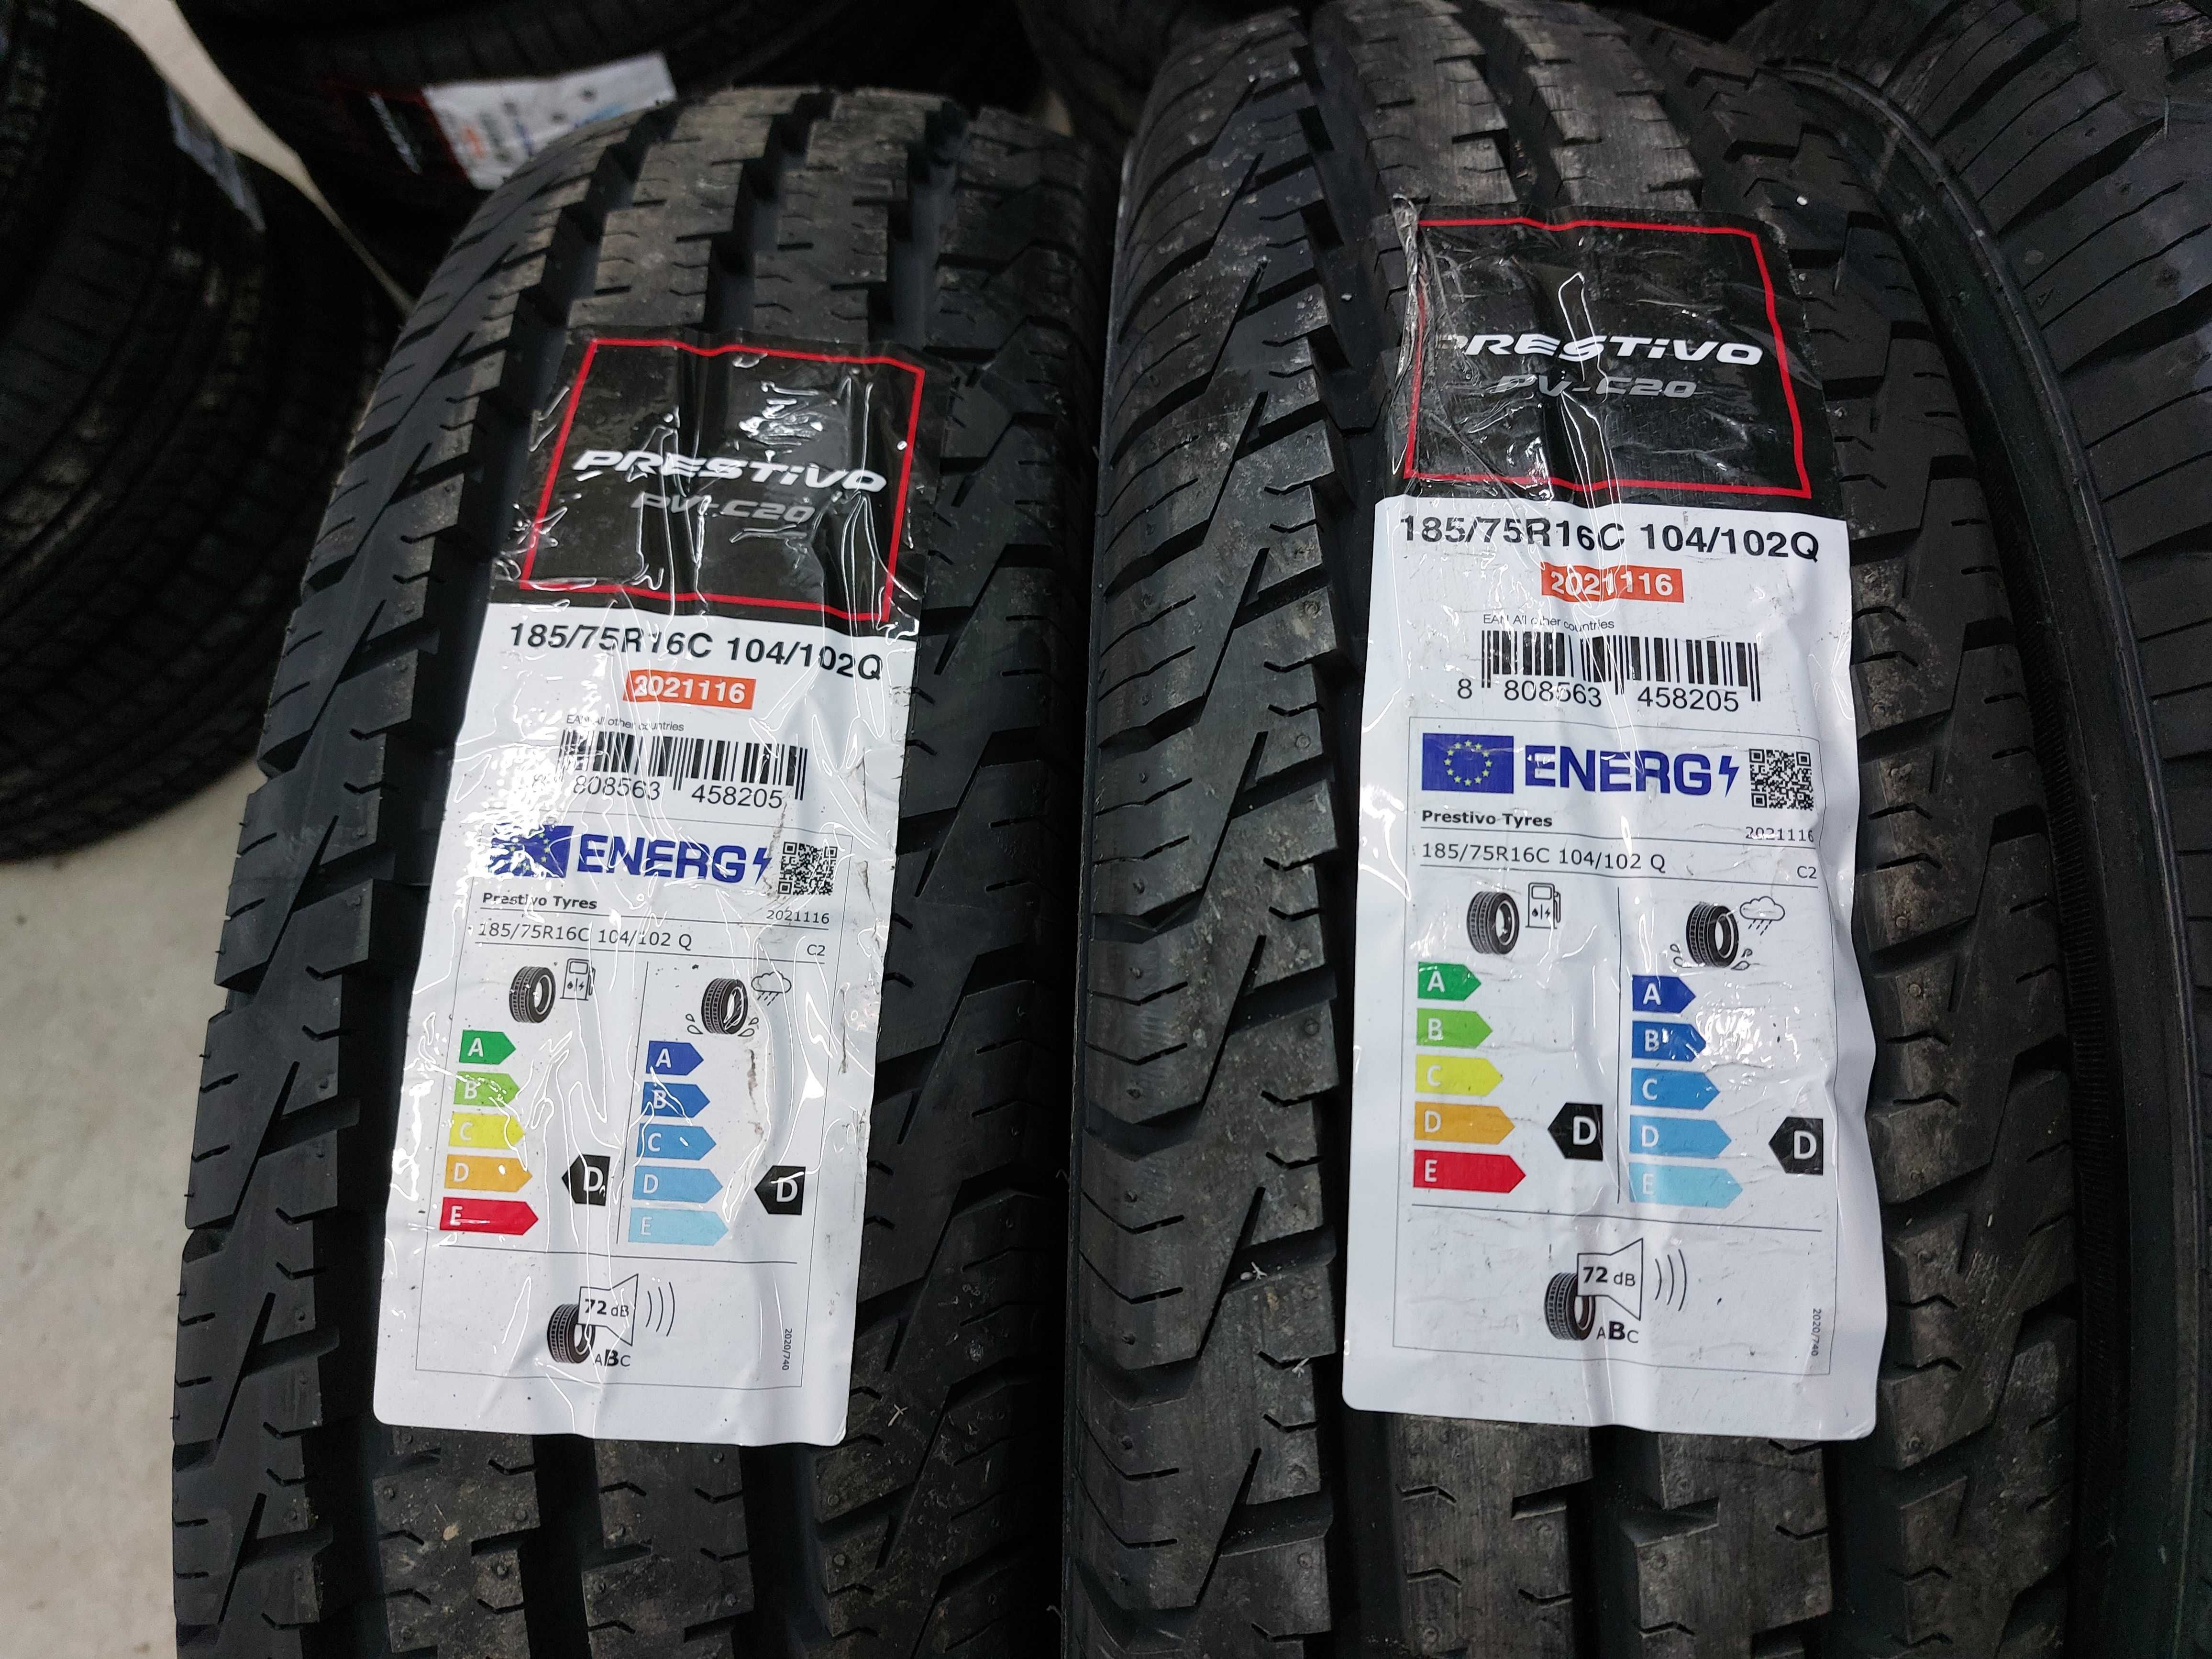 PRESTIVO
PV-C20
185/75R16C 104/102Q
2021116
EAN All other countries
808563 458205
ENERG
Prestivo Tyres
2021116
185/75R16C 104/102 Q
C2
A
B
C
D
E
D
A
B
C
D
E
D
72 dB
ABC
2020/740
PRESTIVO
PV-C20
185/75R16C 104/102Q
2021116
EAN All other countries
8 808563 458205
ENERG
Prestivo Tyres
2021116
185/75R16C 104/102 Q
C2
A
B
C
D
E
D
A
B
C
D
E
D
72 dB
ABC
2020/740